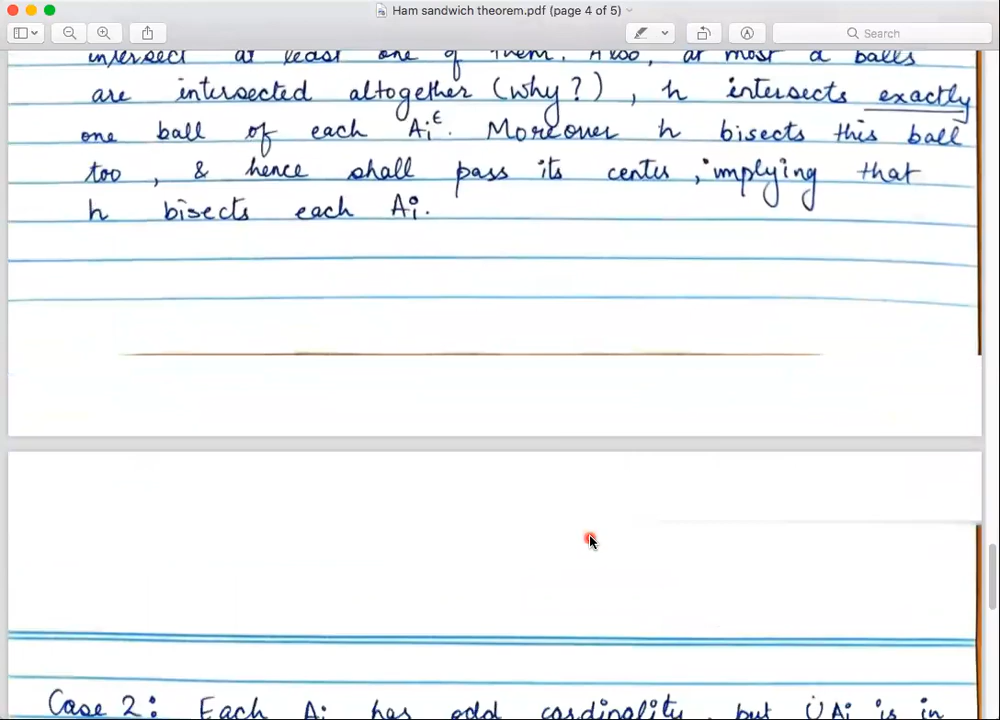 Ham sandwich theorem.pdf (page 4 of 5)
Search
intersect at least one of them. Also, at most d balls
are intersected altogether (why?), h intersects exactly
one ball of each Aᵢᵋ. Moreover h bisects this ball
too, & hence shall pass its center, implying that
h bisects each Aᵢ.
Case 2: Each Aᵢ has odd cardinality, but ∪Aᵢ is in